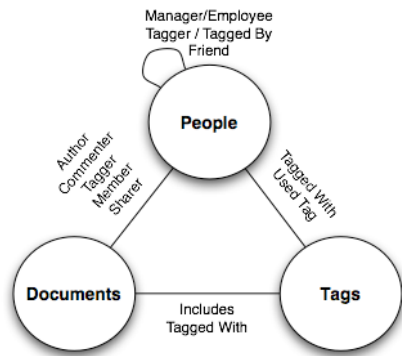 Manager/Employee
Tagger / Tagged By
Friend
People
Author
Commenter
Tagger
Member
Sharer
Tagged With
Used Tag
Documents
Includes
Tagged With
Tags